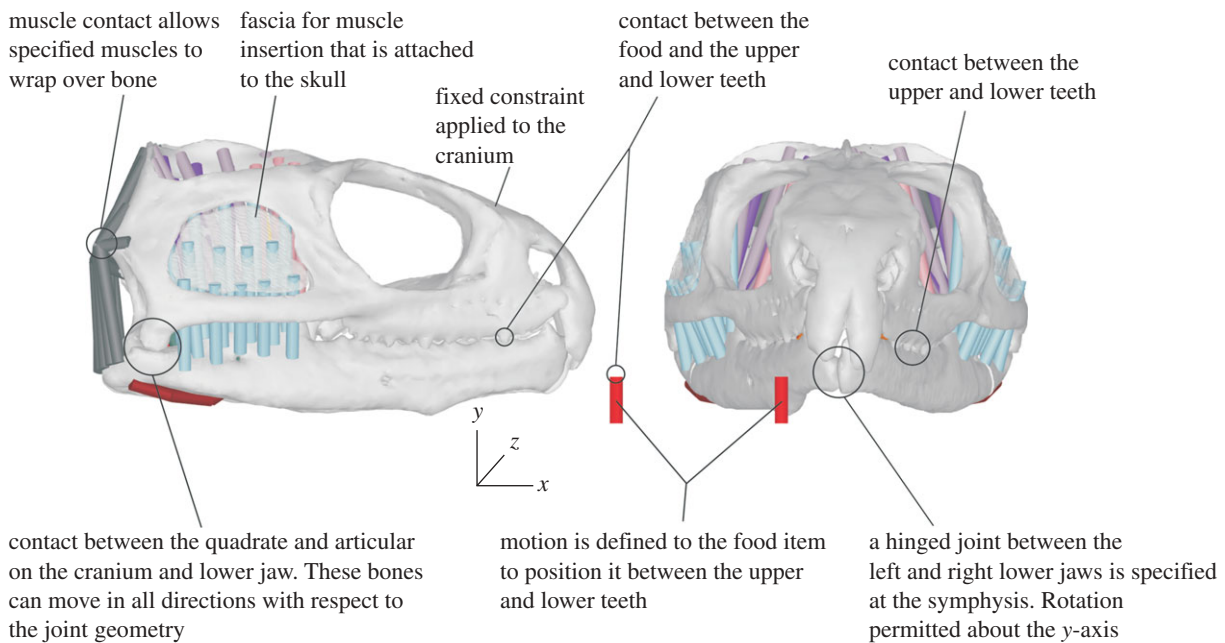 muscle contact allows
specified muscles to
wrap over bone
fascia for muscle
insertion that is attached
to the skull
fixed constraint
applied to the
cranium
contact between the
food and the upper
and lower teeth
contact between the
upper and lower teeth
y
z
x
contact between the quadrate and articular
on the cranium and lower jaw. These bones
can move in all directions with respect to
the joint geometry
motion is defined to the food item
to position it between the upper
and lower teeth
a hinged joint between the
left and right lower jaws is specified
at the symphysis. Rotation
permitted about the y-axis